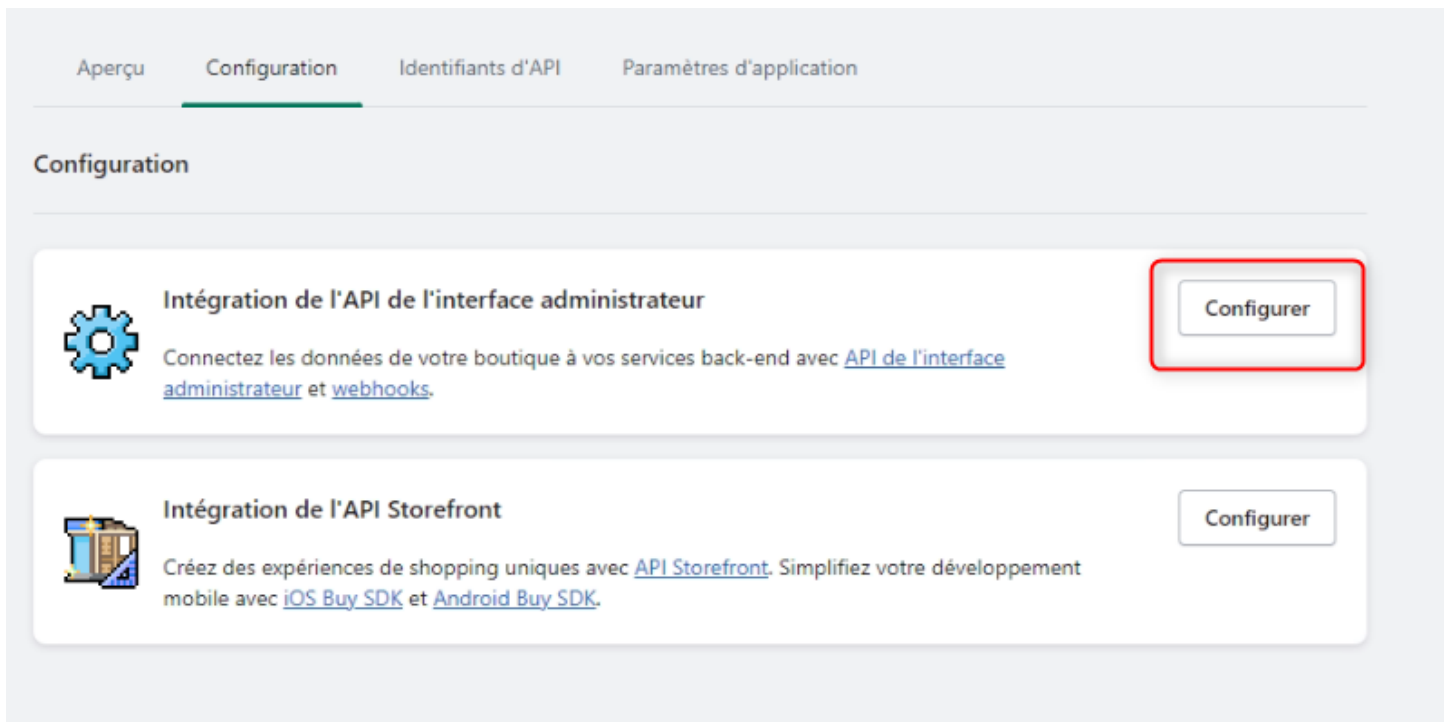 Aperçu Configuration Identifiants d'API Paramètres d'application
Configuration
Intégration de l'API de l'interface administrateur
Configurer
Connectez les données de votre boutique à vos services back-end avec API de l'interface
administrateur et webhooks.
Intégration de l'API Storefront
Configurer
Créez des expériences de shopping uniques avec API Storefront. Simplifiez votre développement
mobile avec iOS Buy SDK et Android Buy SDK.